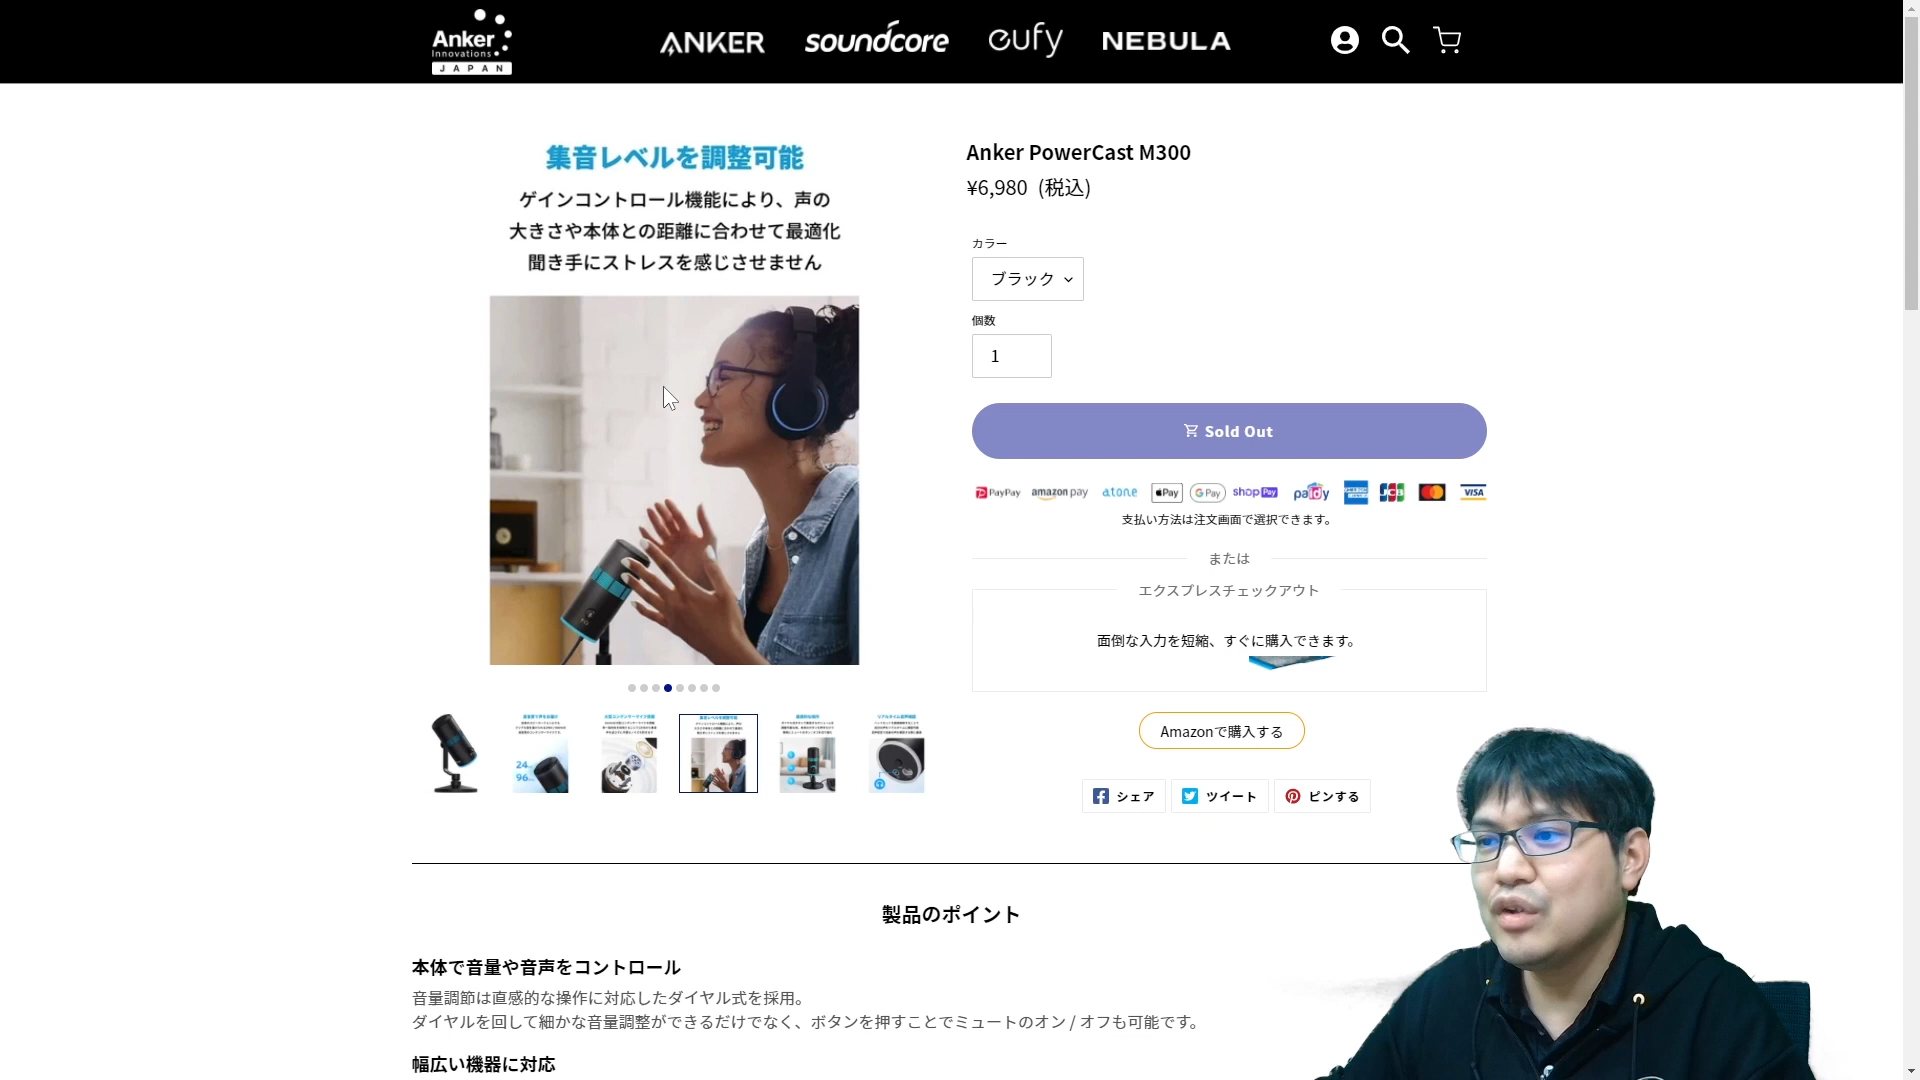 Anker
Innovations
JAPAN
ANKER
soundcore
eufy
NEBULA
集音レベルを調整可能
ゲインコントロール機能により、声の
大きさや本体との距離に合わせて最適化
聞き手にストレスを感じさせません
Anker PowerCast M300
¥6,980 (税込)
カラー
ブラック
個数
1
Sold Out
PayPay
amazon pay
atone
Pay
G Pay
shop Pay
paidy
JCB
VISA
支払い方法は注文画面で選択できます。
または
エクスプレスチェックアウト
面倒な入力を短縮、すぐに購入できます。
Amazonで購入する
シェア
ツイート
ピンする
24
96
製品のポイント
本体で音量や音声をコントロール
音量調節は直感的な操作に対応したダイヤル式を採用。
ダイヤルを回して細かな音量調整ができるだけでなく、ボタンを押すことでミュートのオン / オフも可能です。
幅広い機器に対応